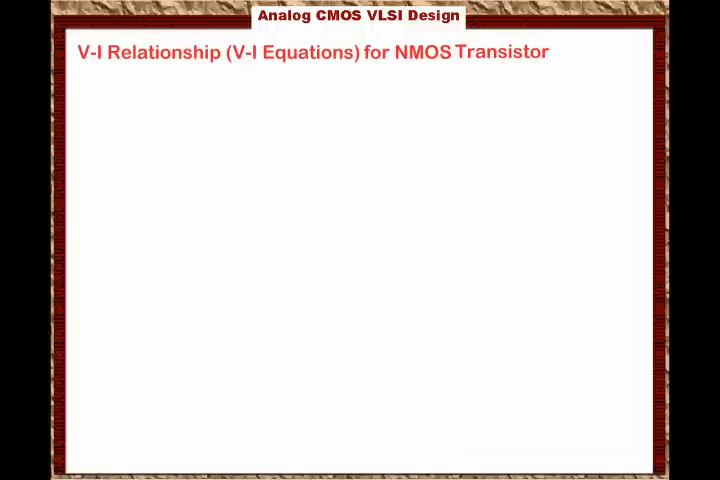 Analog CMOS VLSI Design
V-I Relationship (V-I Equations) for NMOS Transistor